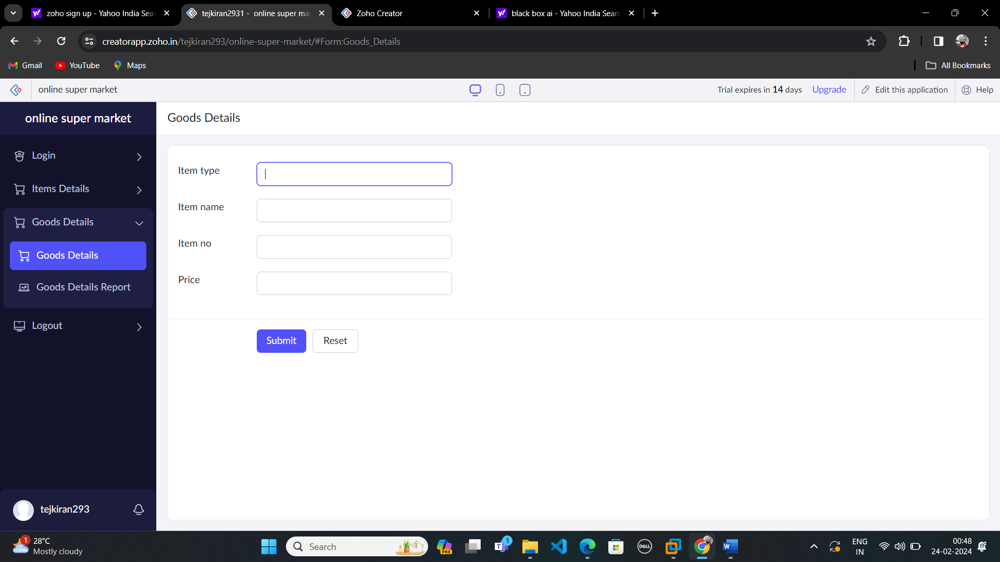 zoho sign up - Yahoo India Sear
tejkiran2931 - online super mar
Zoho Creator
black box ai - Yahoo India Searc
creatorapp.zoho.in/tejkiran293/online-super-market/#Form:Goods_Details
Gmail
YouTube
Maps
All Bookmarks
online super market
Trial expires in 14 days
Upgrade
Edit this application
Help
online super market
Goods Details
Login
Items Details
Goods Details
Goods Details
Goods Details Report
Logout
Item type
Item name
Item no
Price
Submit
Reset
tejkiran293
1
28°C
Mostly cloudy
Search
PRE
T
1
DELL
W
ENG
IN
00:48
24-02-2024